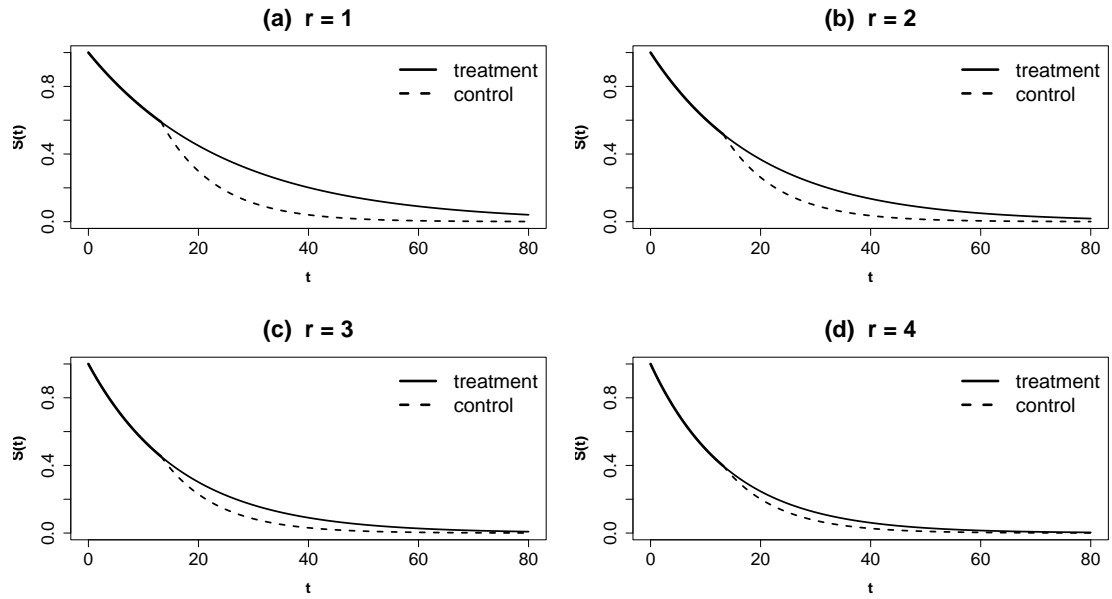 (a) r = 1
S(t)
0.0 0.4 0.8
treatment
control
0 20 40 60 80
t
(b) r = 2
S(t)
0.0 0.4 0.8
treatment
control
0 20 40 60 80
t
(c) r = 3
S(t)
0.0 0.4 0.8
treatment
control
0 20 40 60 80
t
(d) r = 4
S(t)
0.0 0.4 0.8
treatment
control
0 20 40 60 80
t